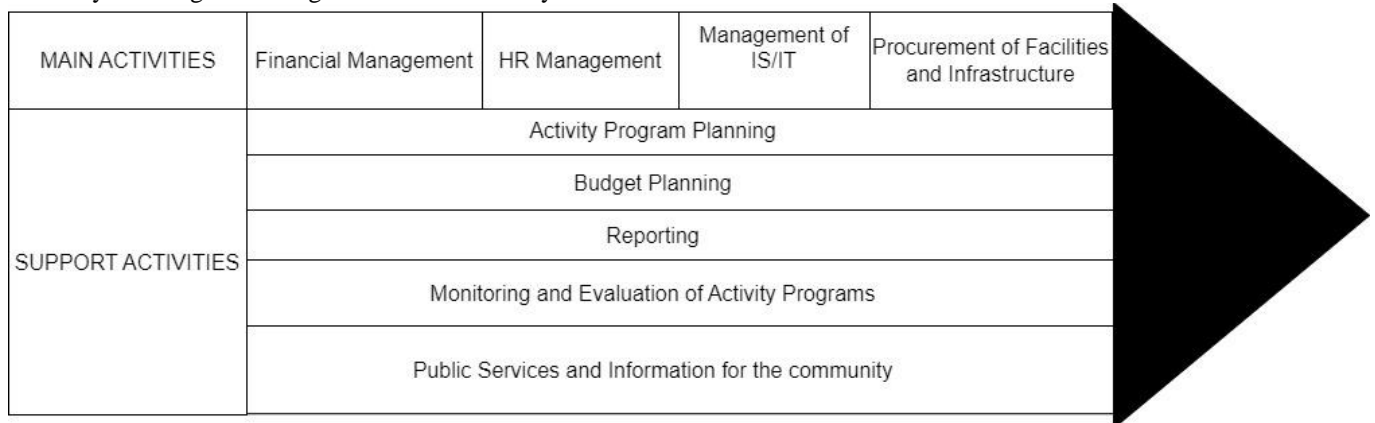 MAIN ACTIVITIES
Financial Management
HR Management
Management of
IS/IT
Procurement of Facilities
and Infrastructure
SUPPORT ACTIVITIES
Activity Program Planning
Budget Planning
Reporting
Monitoring and Evaluation of Activity Programs
Public Services and Information for the community